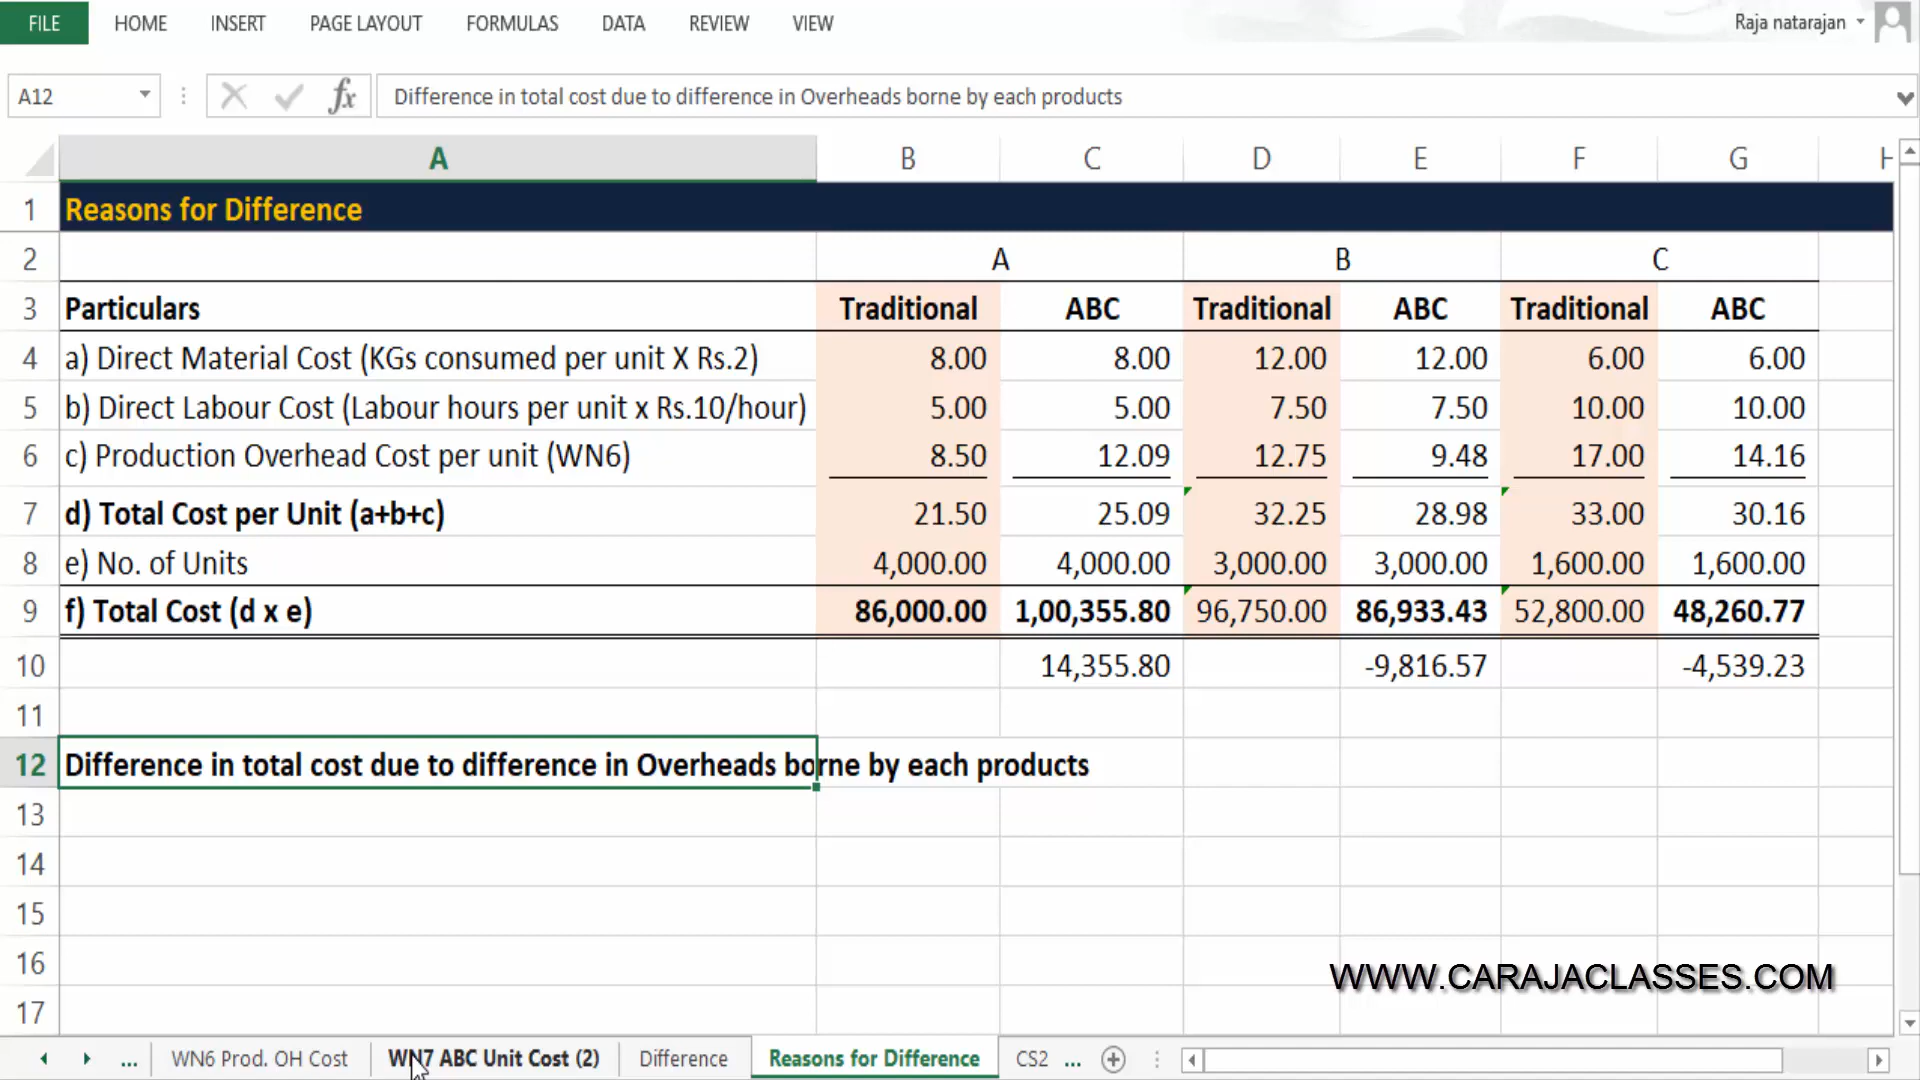 FILE HOME INSERT PAGE LAYOUT FORMULAS DATA REVIEW VIEW Raja natarajan
A12 fx Difference in total cost due to difference in Overheads borne by each products
A B C D E F G H
1 Reasons for Difference
2 A B C
3 Particulars Traditional ABC Traditional ABC Traditional ABC
4 a) Direct Material Cost (KGs consumed per unit X Rs.2) 8.00 8.00 12.00 12.00 6.00 6.00
5 b) Direct Labour Cost (Labour hours per unit x Rs.10/hour) 5.00 5.00 7.50 7.50 10.00 10.00
6 c) Production Overhead Cost per unit (WN6) 8.50 12.09 12.75 9.48 17.00 14.16
7 d) Total Cost per Unit (a+b+c) 21.50 25.09 32.25 28.98 33.00 30.16
8 e) No. of Units 4,000.00 4,000.00 3,000.00 3,000.00 1,600.00 1,600.00
9 f) Total Cost (d x e) 86,000.00 1,00,355.80 96,750.00 86,933.43 52,800.00 48,260.77
10 14,355.80 -9,816.57 -4,539.23
11
12 Difference in total cost due to difference in Overheads borne by each products
13
14
15
16
WWW.CARAJACLASSES.COM
17
... WN6 Prod. OH Cost WN7 ABC Unit Cost (2) Difference Reasons for Difference CS2 ...